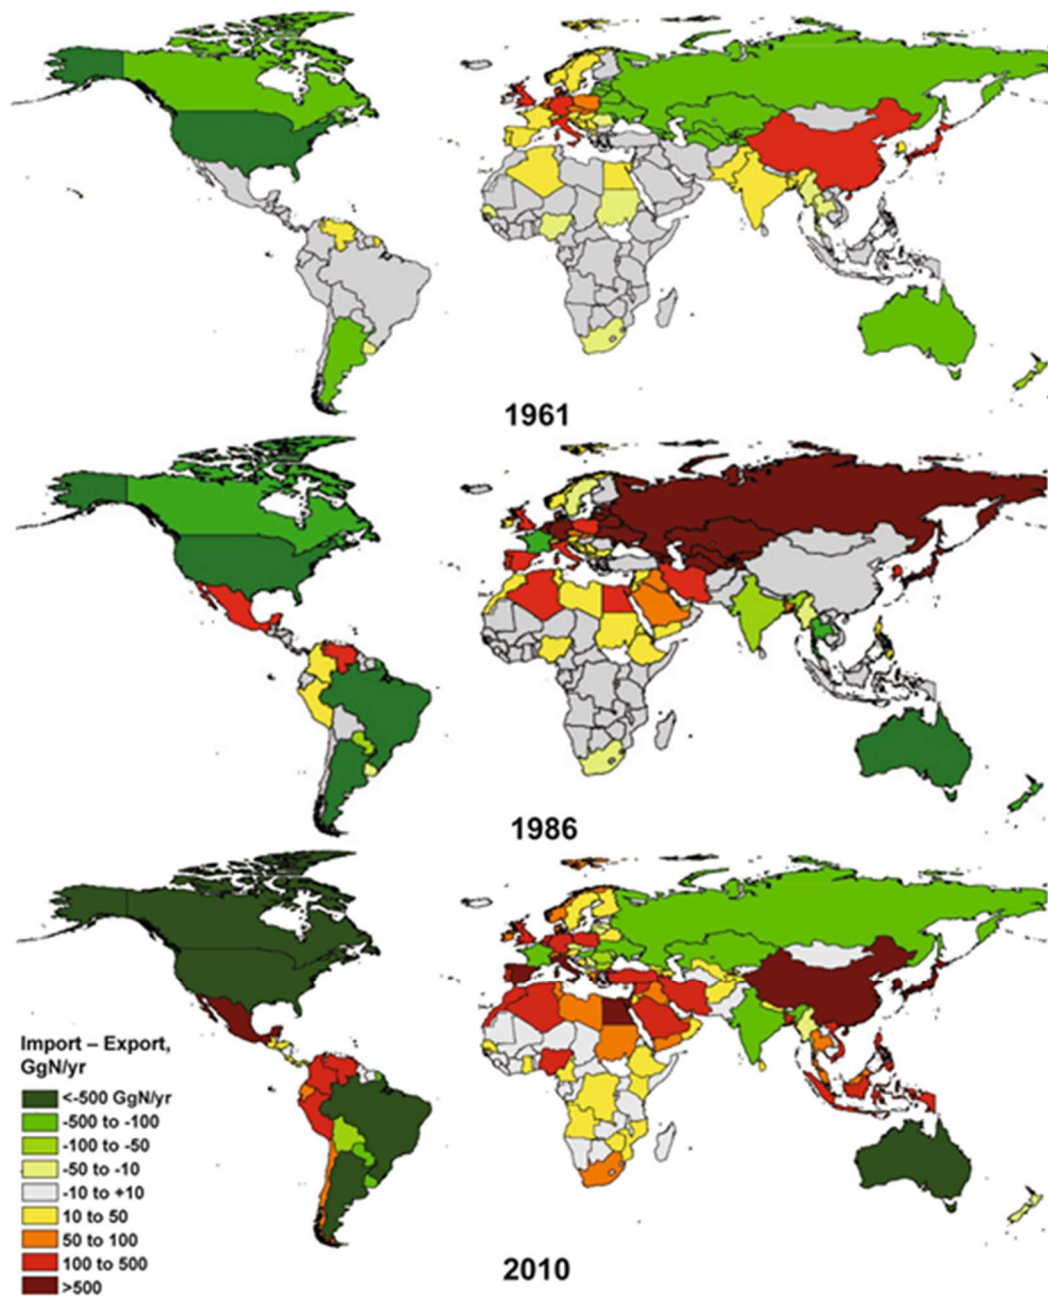 1961
1986
Import – Export,
GgN/yr
<-500 GgN/yr
-500 to -100
-100 to -50
-50 to -10
-10 to +10
10 to 50
50 to 100
100 to 500
>500
2010